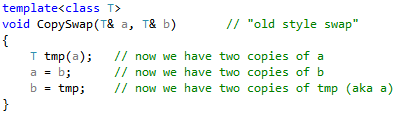 template<class T>
void CopySwap(T& a, T& b)        // "old style swap"
{
    T tmp(a);   // now we have two copies of a
    a = b;      // now we have two copies of b
    b = tmp;    // now we have two copies of tmp (aka a)
}